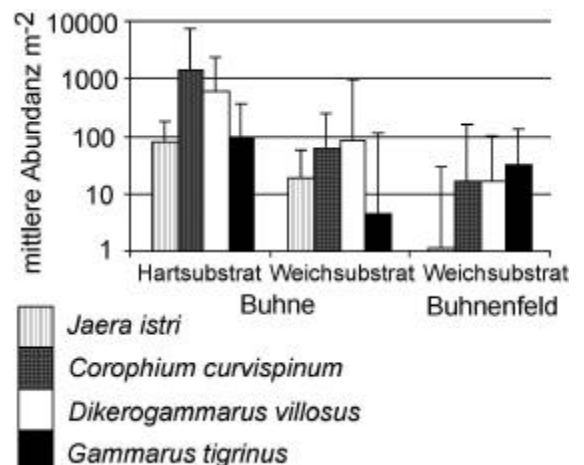 mittlere Abundanz m-2
10000
1000
100
10
1
Hartsubstrat Weichsubstrat Weichsubstrat
Buhne Buhnenfeld
Jaera istri
Corophium curvispinum
Dikerogammarus villosus
Gammarus tigrinus